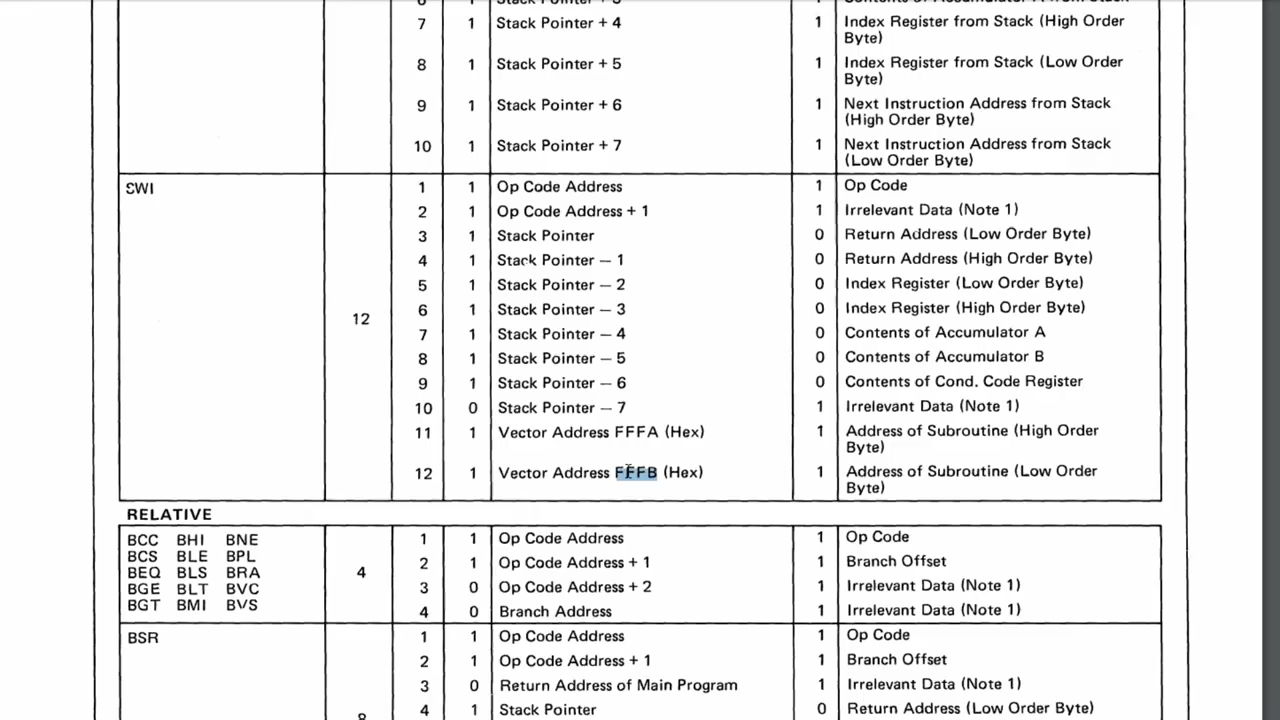 7 1 Stack Pointer + 4 1 Index Register from Stack (High Order
Byte)
8 1 Stack Pointer + 5 1 Index Register from Stack (Low Order
Byte)
9 1 Stack Pointer + 6 1 Next Instruction Address from Stack
(High Order Byte)
10 1 Stack Pointer + 7 1 Next Instruction Address from Stack
(Low Order Byte)
SWI 1 1 Op Code Address 1 Op Code
2 1 Op Code Address + 1 1 Irrelevant Data (Note 1)
3 1 Stack Pointer 0 Return Address (Low Order Byte)
4 1 Stack Pointer – 1 0 Return Address (High Order Byte)
5 1 Stack Pointer – 2 0 Index Register (Low Order Byte)
6 1 Stack Pointer – 3 0 Index Register (High Order Byte)
12
7 1 Stack Pointer – 4 0 Contents of Accumulator A
8 1 Stack Pointer – 5 0 Contents of Accumulator B
9 1 Stack Pointer – 6 0 Contents of Cond. Code Register
10 0 Stack Pointer – 7 1 Irrelevant Data (Note 1)
11 1 Vector Address FFFA (Hex) 1 Address of Subroutine (High Order
Byte)
12 1 Vector Address FFFB (Hex) 1 Address of Subroutine (Low Order
Byte)
RELATIVE
BCC BHI BNE 1 1 Op Code Address 1 Op Code
BCS BLE BPL 2 1 Op Code Address + 1 1 Branch Offset
BEQ BLS BRA 4
BGE BLT BVC 3 0 Op Code Address + 2 1 Irrelevant Data (Note 1)
BGT BMI BVS 4 0 Branch Address 1 Irrelevant Data (Note 1)
BSR 1 1 Op Code Address 1 Op Code
2 1 Op Code Address + 1 1 Branch Offset
3 0 Return Address of Main Program 1 Irrelevant Data (Note 1)
4 1 Stack Pointer 0 Return Address (Low Order Byte)
8